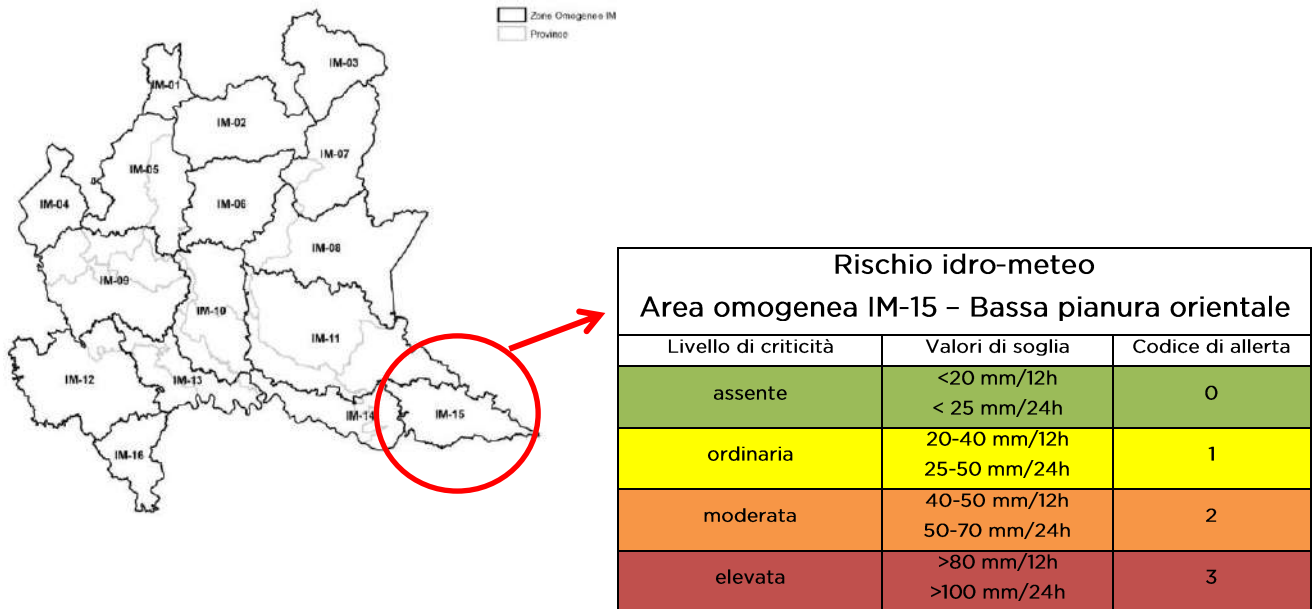 Zone Omogenee IM
Province
IM-01
IM-03
IM-02
IM-07
IM-05
IM-04
IM-06
IM-08
IM-09
IM-10
IM-11
IM-12
IM-13
IM-14
IM-15
IM-16
Rischio idro-meteo
Area omogenea IM-15 – Bassa pianura orientale
Livello di criticità Valori di soglia Codice di allerta
assente <20 mm/12h 0
< 25 mm/24h
ordinaria 20-40 mm/12h 1
25-50 mm/24h
moderata 40-50 mm/12h 2
50-70 mm/24h
elevata >80 mm/12h 3
>100 mm/24h